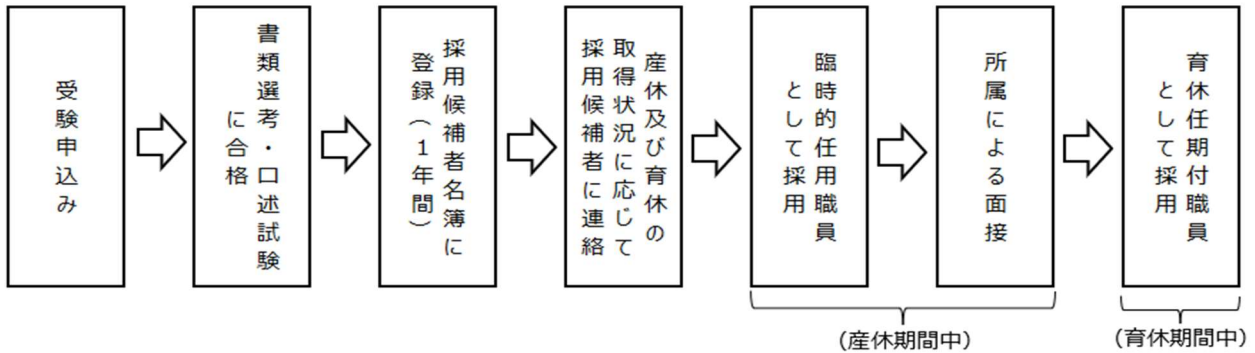 受験申込み
書類選考・口述試験
に合格
採用候補者名簿に
登録（１年間）
産休及び育休の
取得状況に応じて
採用候補者に連絡
臨時的任用職員
として採用
所属による面接
育休任期付職員
として採用
(産休期間中)
(育休期間中)